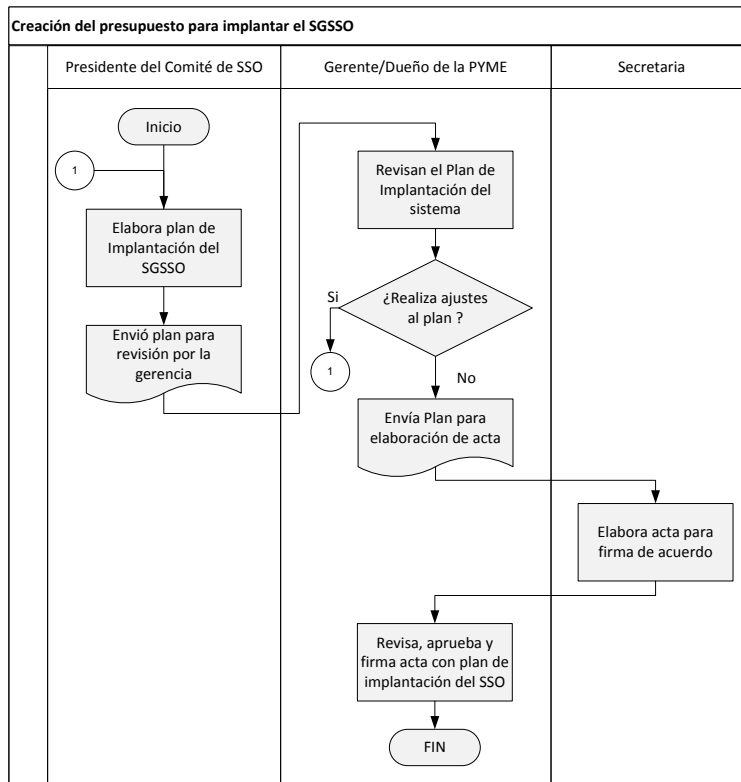 Creación del presupuesto para implantar el SGSSO
Presidente del Comité de SSO
Gerente/Dueño de la PYME
Secretaria
Inicio
1
Elabora plan de
Implantación del
SGSSO
Envió plan para
revisión por la
gerencia
Revisan el Plan de
Implantación del
sistema
¿Realiza ajustes
al plan ?
Si
1
No
Envía Plan para
elaboración de acta
Elabora acta para
firma de acuerdo
Revisa, aprueba y
firma acta con plan de
implantación del SSO
FIN